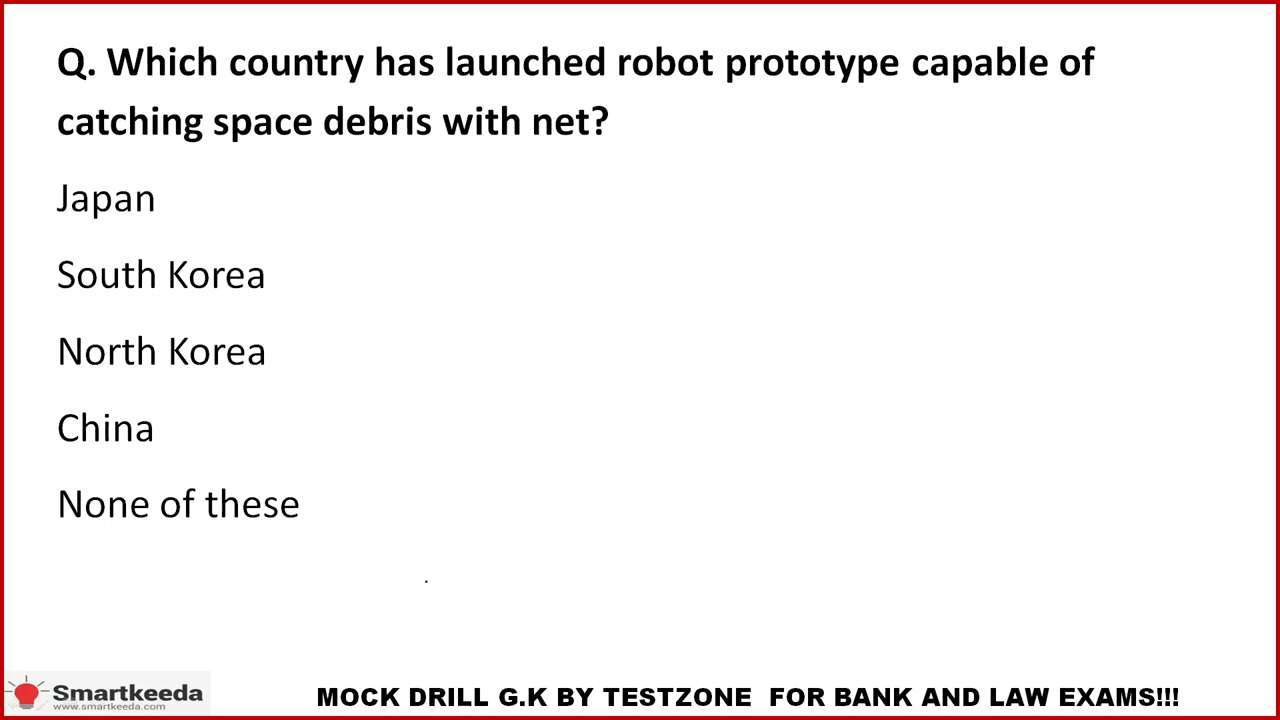 Q. Which country has launched robot prototype capable of
catching space debris with net?
Japan
South Korea
North Korea
China
None of these
Smartkeeda
www.smartkeeda.com
MOCK DRILL G.K BY TESTZONE FOR BANK AND LAW EXAMS!!!